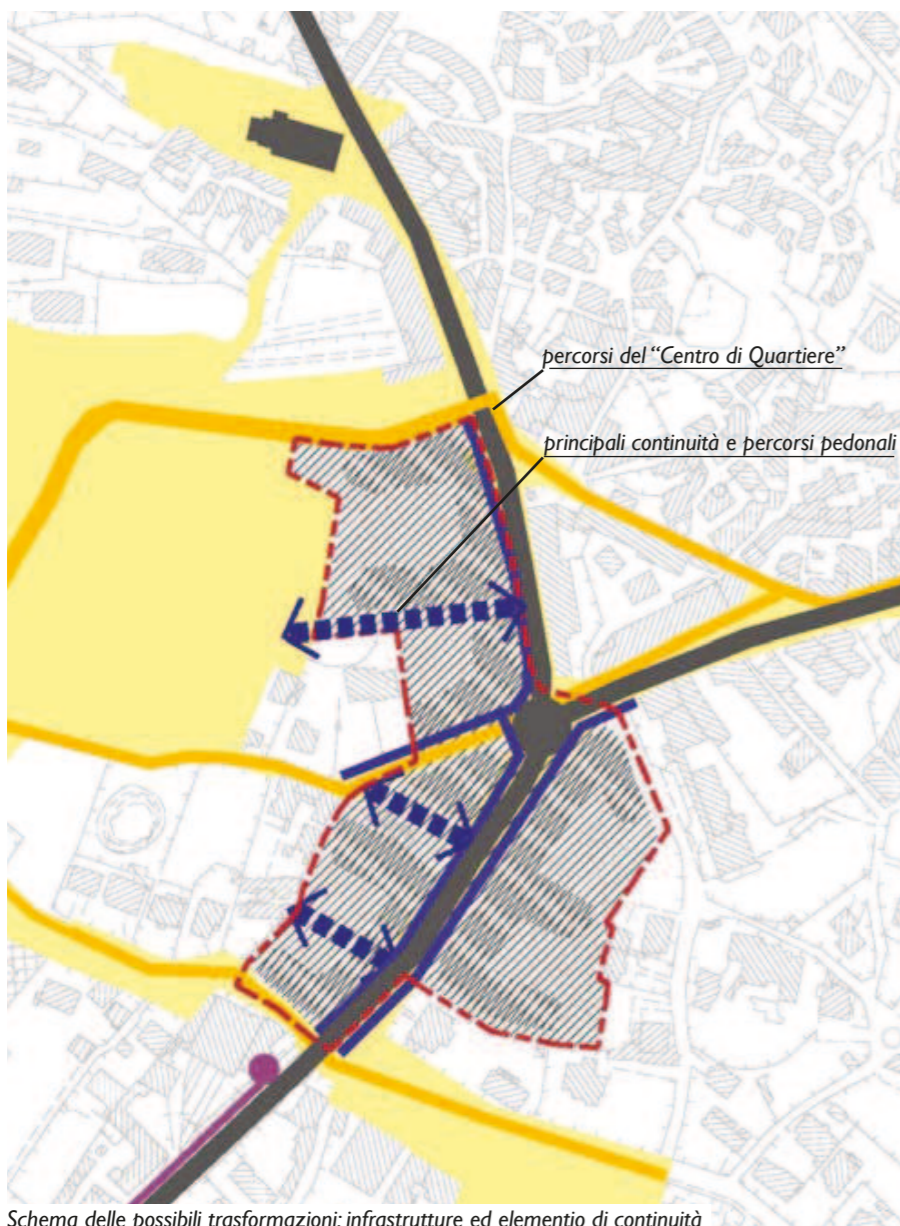 percorsi del “Centro di Quartiere”
principali continuità e percorsi pedonali
Schema delle possibili trasformazioni: infrastrutture ed elementio di continuità